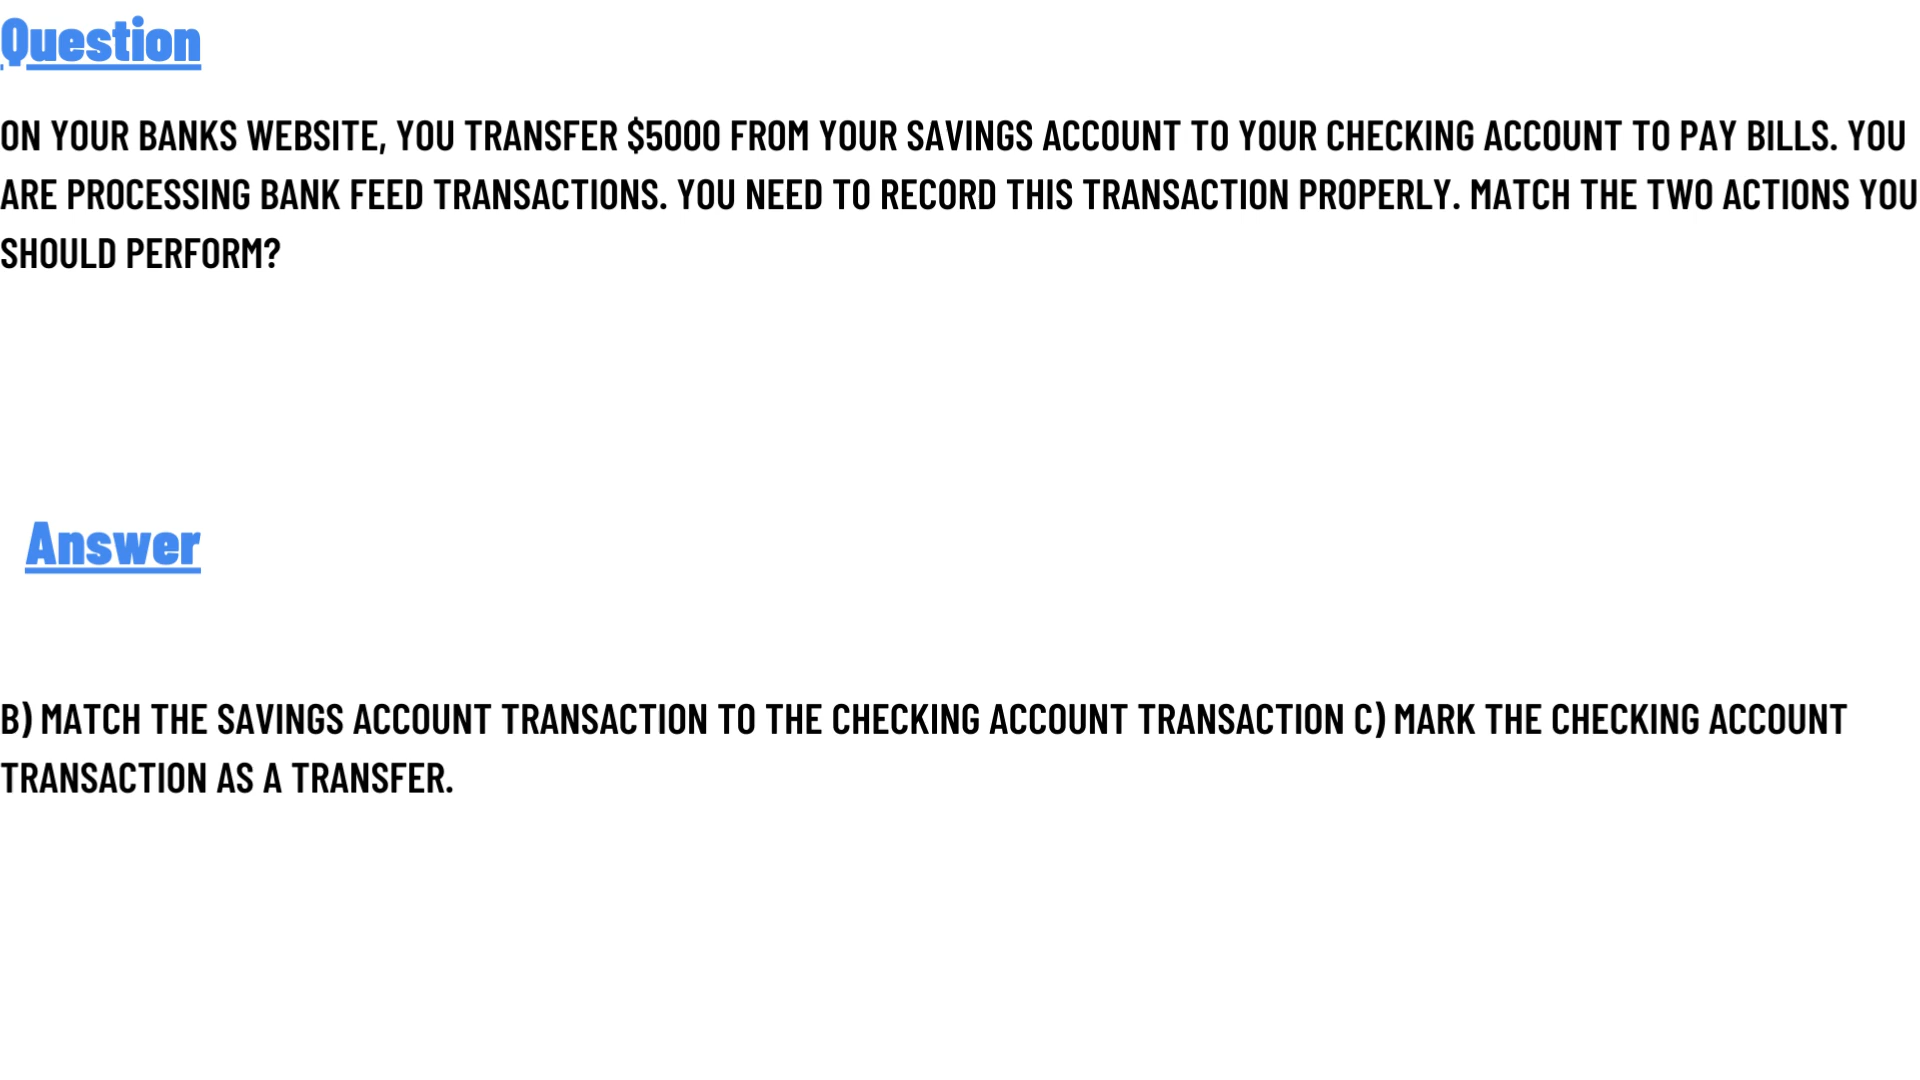 Question
ON YOUR BANKS WEBSITE, YOU TRANSFER $5000 FROM YOUR SAVINGS ACCOUNT TO YOUR CHECKING ACCOUNT TO PAY BILLS. YOU
ARE PROCESSING BANK FEED TRANSACTIONS. YOU NEED TO RECORD THIS TRANSACTION PROPERLY. MATCH THE TWO ACTIONS YOU
SHOULD PERFORM?
Answer
B) MATCH THE SAVINGS ACCOUNT TRANSACTION TO THE CHECKING ACCOUNT TRANSACTION C) MARK THE CHECKING ACCOUNT
TRANSACTION AS A TRANSFER.